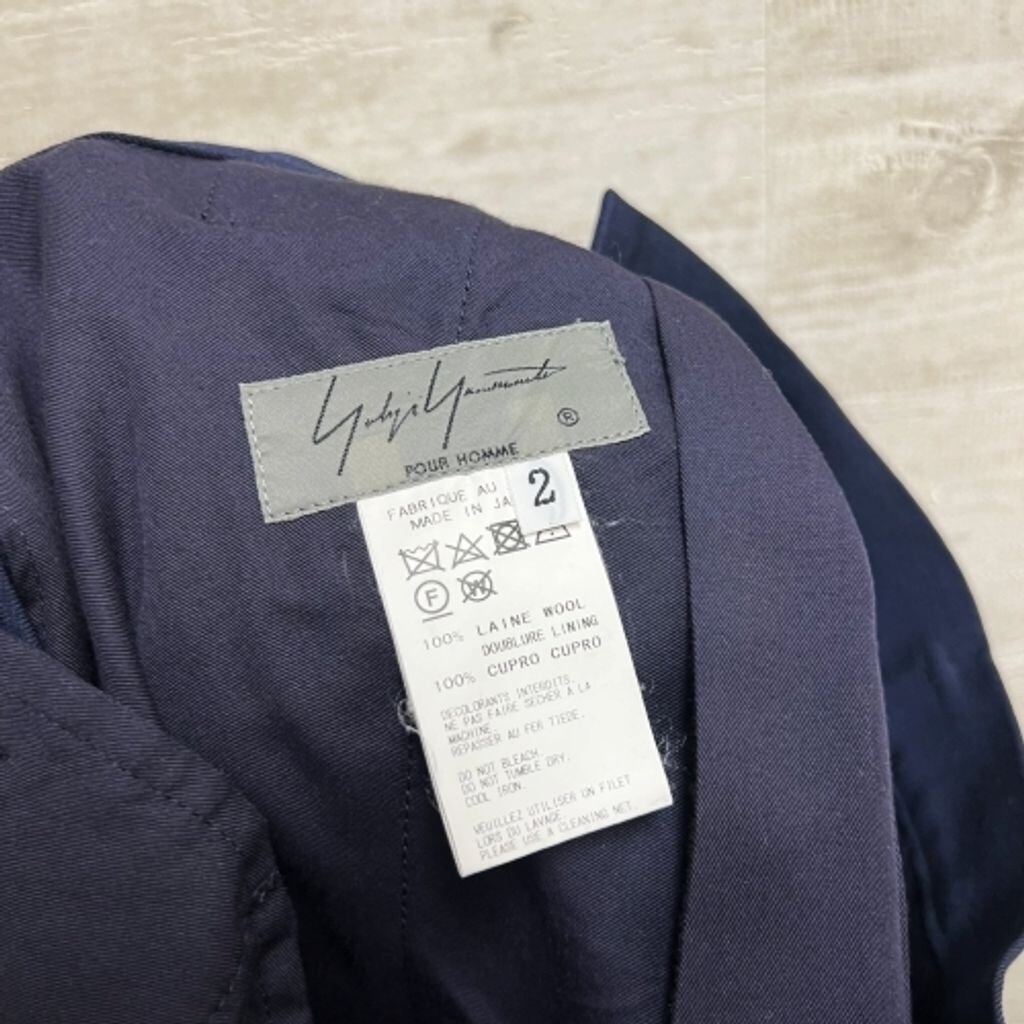 Yohji Yamamoto
®
POUR HOMME
2
FABRIQUE AU
MADE IN JA
F
W
100% LAINE WOOL
DOUBLURE LINING
100% CUPRO CUPRO
DECOLORANTS INTERDITS.
NE PAS FAIRE SECHER A LA
MACHINE.
REPASSER AU FER TIEDE.
DO NOT BLEACH.
DO NOT TUMBLE DRY.
COOL IRON.
VEUILLEZ UTILISER UN FILET
LORS DU LAVAGE.
PLEASE USE A CLEANING NET.